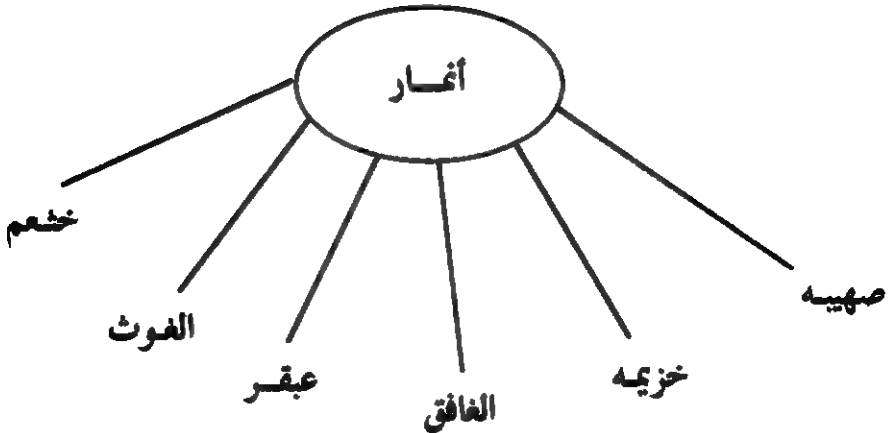 أنمار
صهيبه
خزيمه
الغافق
عبقر
الغوث
خثعم